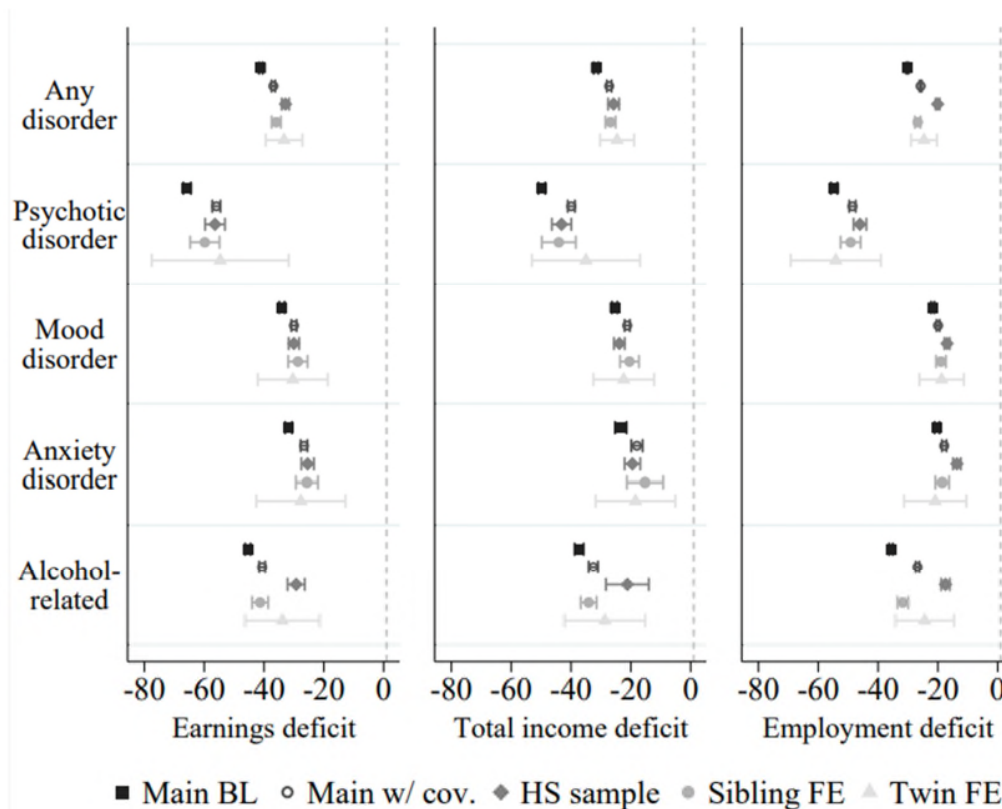 Any
disorder
Psychotic
disorder
Mood
disorder
Anxiety
disorder
Alcohol-
related
-80 -60 -40 -20 0
-80 -60 -40 -20 0
-80 -60 -40 -20 0
Earnings deficit
Total income deficit
Employment deficit
Main BL Main w/ cov. HS sample Sibling FE Twin FE